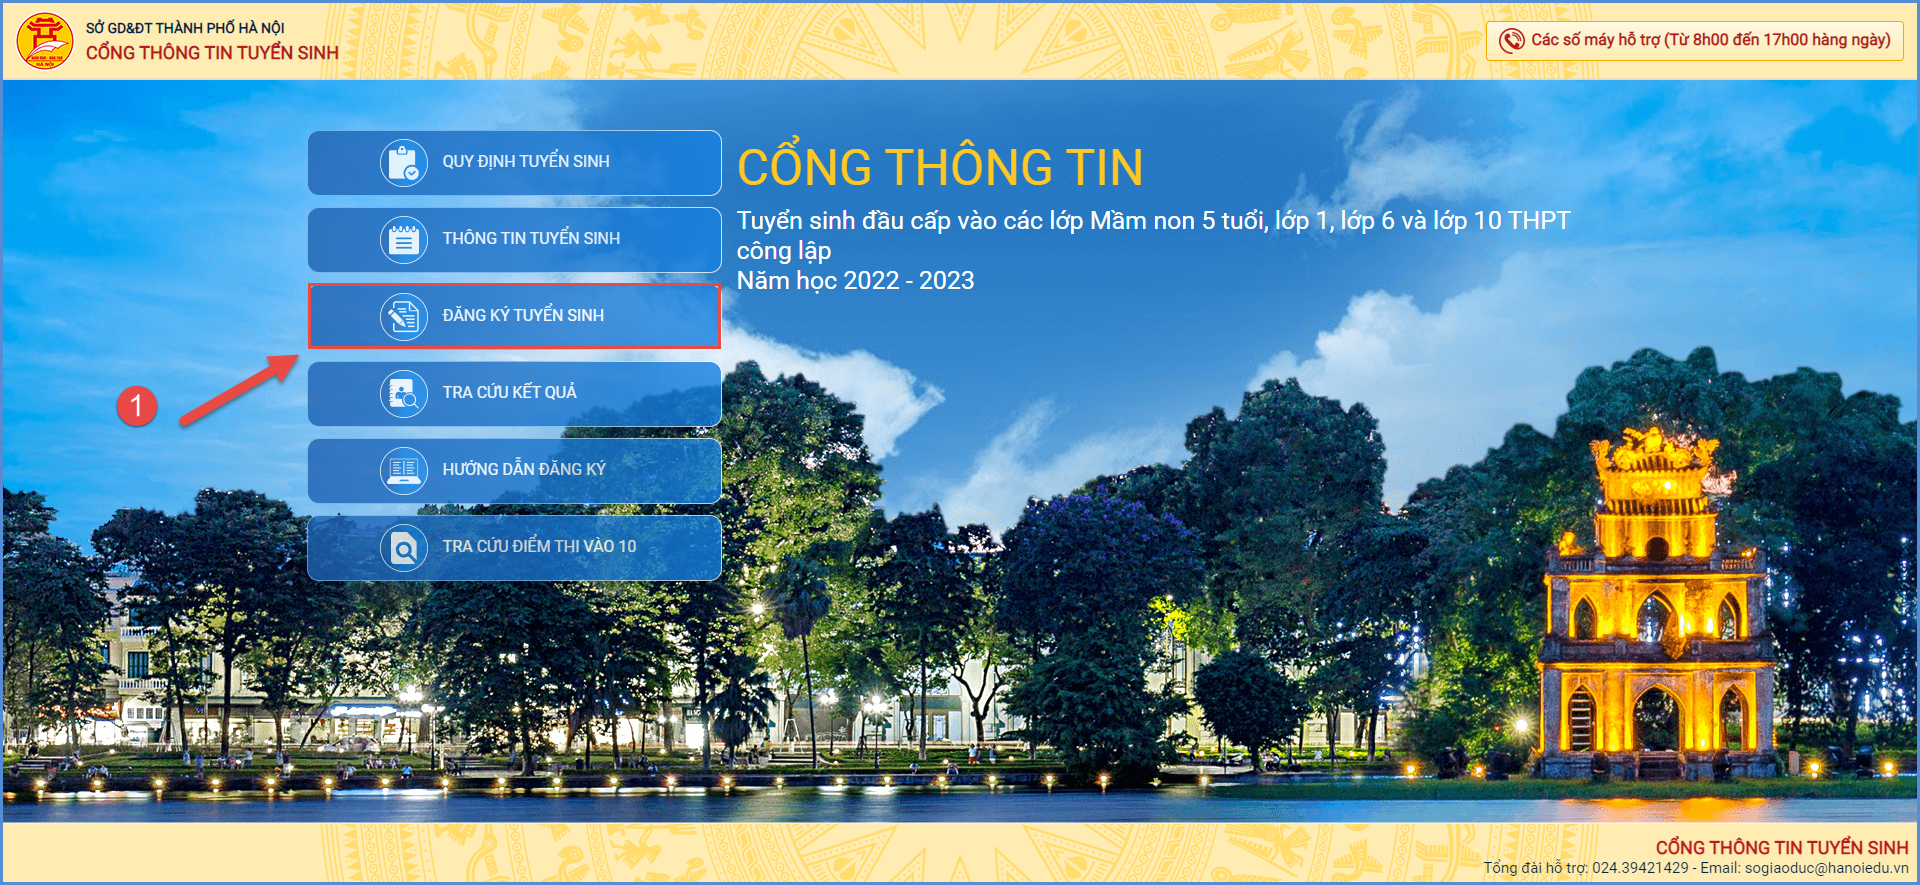 SỞ GD&ĐT THÀNH PHỐ HÀ NỘI
CỔNG THÔNG TIN TUYỂN SINH
Các số máy hỗ trợ (Từ 8h00 đến 17h00 hàng ngày)
QUY ĐỊNH TUYỂN SINH
THÔNG TIN TUYỂN SINH
ĐĂNG KÝ TUYỂN SINH
TRA CỨU KẾT QUẢ
HƯỚNG DẪN ĐĂNG KÝ
TRA CỨU ĐIỂM THI VÀO 10
1
CỔNG THÔNG TIN
Tuyển sinh đầu cấp vào các lớp Mầm non 5 tuổi, lớp 1, lớp 6 và lớp 10 THPT
công lập
Năm học 2022 - 2023
CỔNG THÔNG TIN TUYỂN SINH
Tổng đài hỗ trợ: 024.39421429 - Email: sogiaoduc@hanoiedu.vn